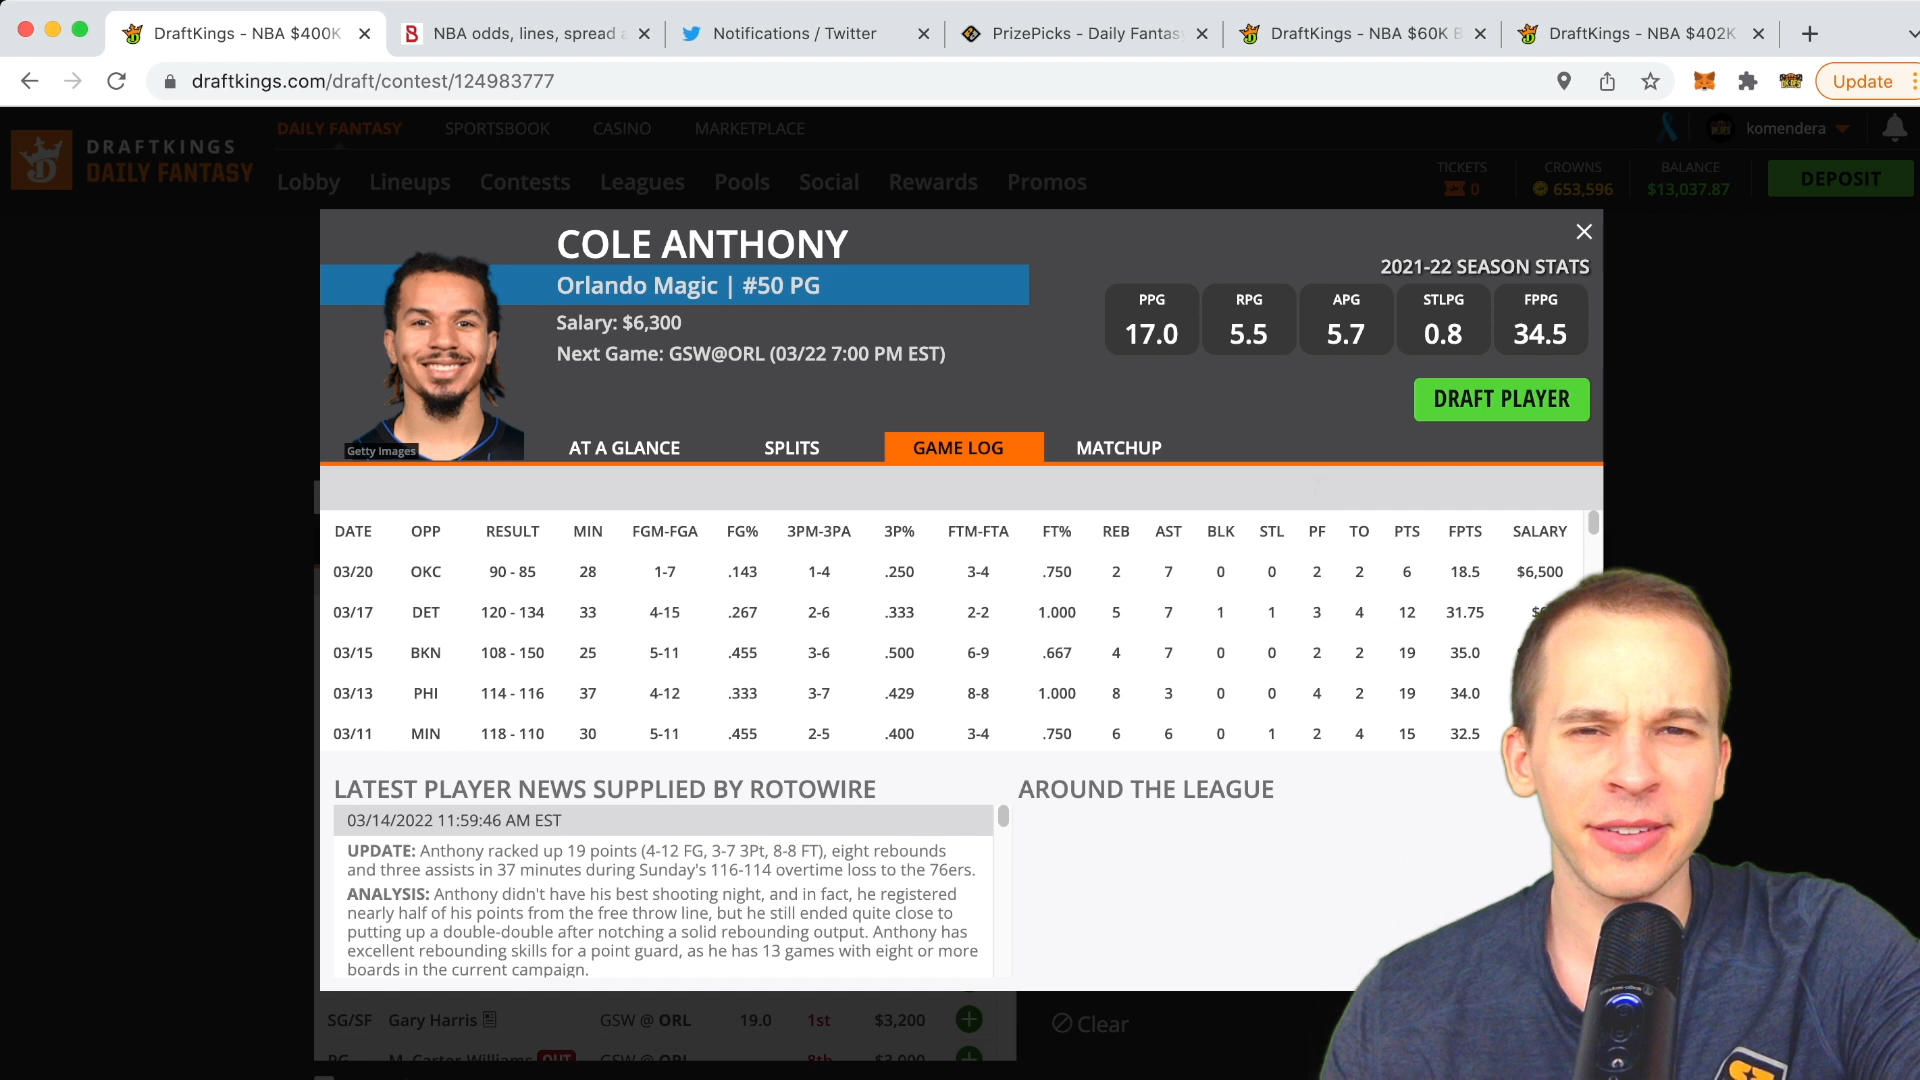 DraftKings - NBA $400K
NBA odds, lines, spread a
Notifications / Twitter
PrizePicks - Daily Fantasy
DraftKings - NBA $60K B
DraftKings - NBA $402K
draftkings.com/draft/contest/124983777
Update
DRAFTKINGS
DAILY FANTASY
DAILY FANTASY SPORTSBOOK CASINO MARKETPLACE
komendera
Lobby Lineups Contests Leagues Pools Social Rewards Promos
TICKETS
0
CROWNS
653,596
BALANCE
$13,037.87
DEPOSIT
COLE ANTHONY
Orlando Magic | #50 PG
Salary: $6,300
Next Game: GSW@ORL (03/22 7:00 PM EST)
Getty Images
2021-22 SEASON STATS
PPG RPG APG STLPG FPPG
17.0 5.5 5.7 0.8 34.5
DRAFT PLAYER
AT A GLANCE SPLITS GAME LOG MATCHUP
DATE OPP RESULT MIN FGM-FGA FG% 3PM-3PA 3P% FTM-FTA FT% REB AST BLK STL PF TO PTS FPTS SALARY
03/20 OKC 90 - 85 28 1-7 .143 1-4 .250 3-4 .750 2 7 0 0 2 2 6 18.5 $6,500
03/17 DET 120 - 134 33 4-15 .267 2-6 .333 2-2 1.000 5 7 1 1 3 4 12 31.75
03/15 BKN 108 - 150 25 5-11 .455 3-6 .500 6-9 .667 4 7 0 0 2 2 19 35.0
03/13 PHI 114 - 116 37 4-12 .333 3-7 .429 8-8 1.000 8 3 0 0 4 2 19 34.0
03/11 MIN 118 - 110 30 5-11 .455 2-5 .400 3-4 .750 6 6 0 1 2 4 15 32.5
LATEST PLAYER NEWS SUPPLIED BY ROTOWIRE
AROUND THE LEAGUE
03/14/2022 11:59:46 AM EST
UPDATE: Anthony racked up 19 points (4-12 FG, 3-7 3Pt, 8-8 FT), eight rebounds
and three assists in 37 minutes during Sunday's 116-114 overtime loss to the 76ers.
ANALYSIS: Anthony didn't have his best shooting night, and in fact, he registered
nearly half of his points from the free throw line, but he still ended quite close to
putting up a double-double after notching a solid rebounding output. Anthony has
excellent rebounding skills for a point guard, as he has 13 games with eight or more
boards in the current campaign.
SG/SF Gary Harris GSW @ ORL 19.0 1st $3,200
Clear
PG M. Carter-Williams OUT GSW @ ORL 8th $3,000